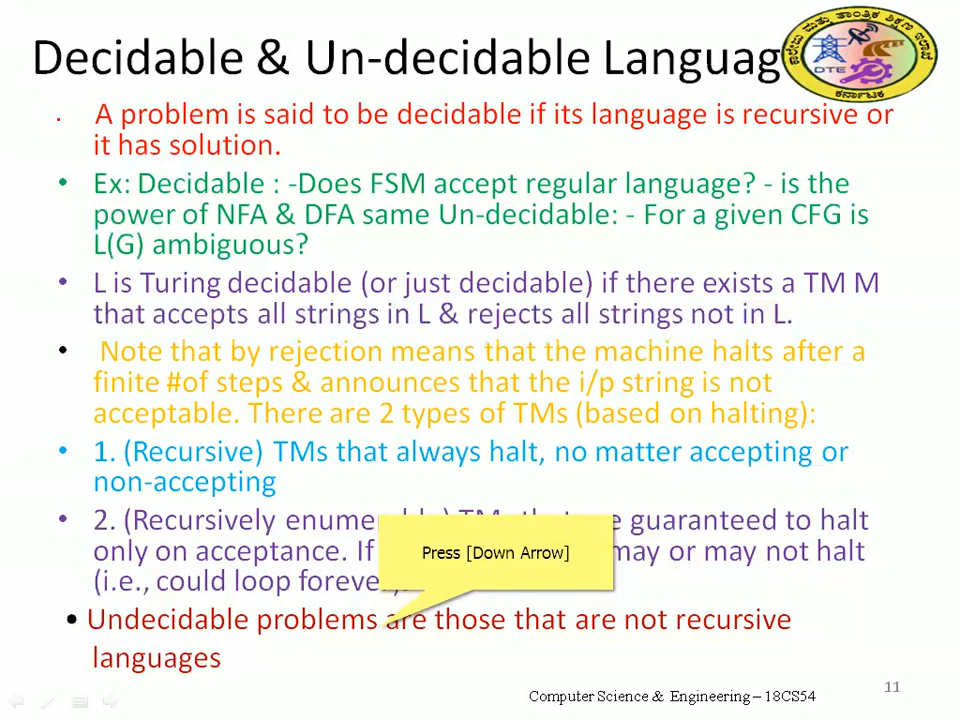 Decidable & Un-decidable Languag
DTE
ಕರ್ನಾಟಕ
A problem is said to be decidable if its language is recursive or
it has solution.
• Ex: Decidable : -Does FSM accept regular language? - is the
power of NFA & DFA same Un-decidable: - For a given CFG is
L(G) ambiguous?
• L is Turing decidable (or just decidable) if there exists a TM M
that accepts all strings in L & rejects all strings not in L.
• Note that by rejection means that the machine halts after a
finite #of steps & announces that the i/p string is not
acceptable. There are 2 types of TMs (based on halting):
• 1. (Recursive) TMs that always halt, no matter accepting or
non-accepting
• 2. (Recursively guaranteed to halt
only on acceptance. If may or may not halt
(i.e., could loop
Press [Down Arrow]
• Undecidable problems are those that are not recursive
languages
11
Computer Science & Engineering – 18CS54